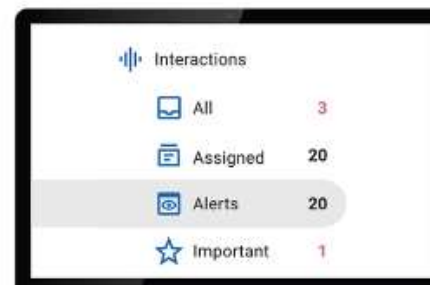 Interactions
All 3
Assigned 20
Alerts 20
Important 1